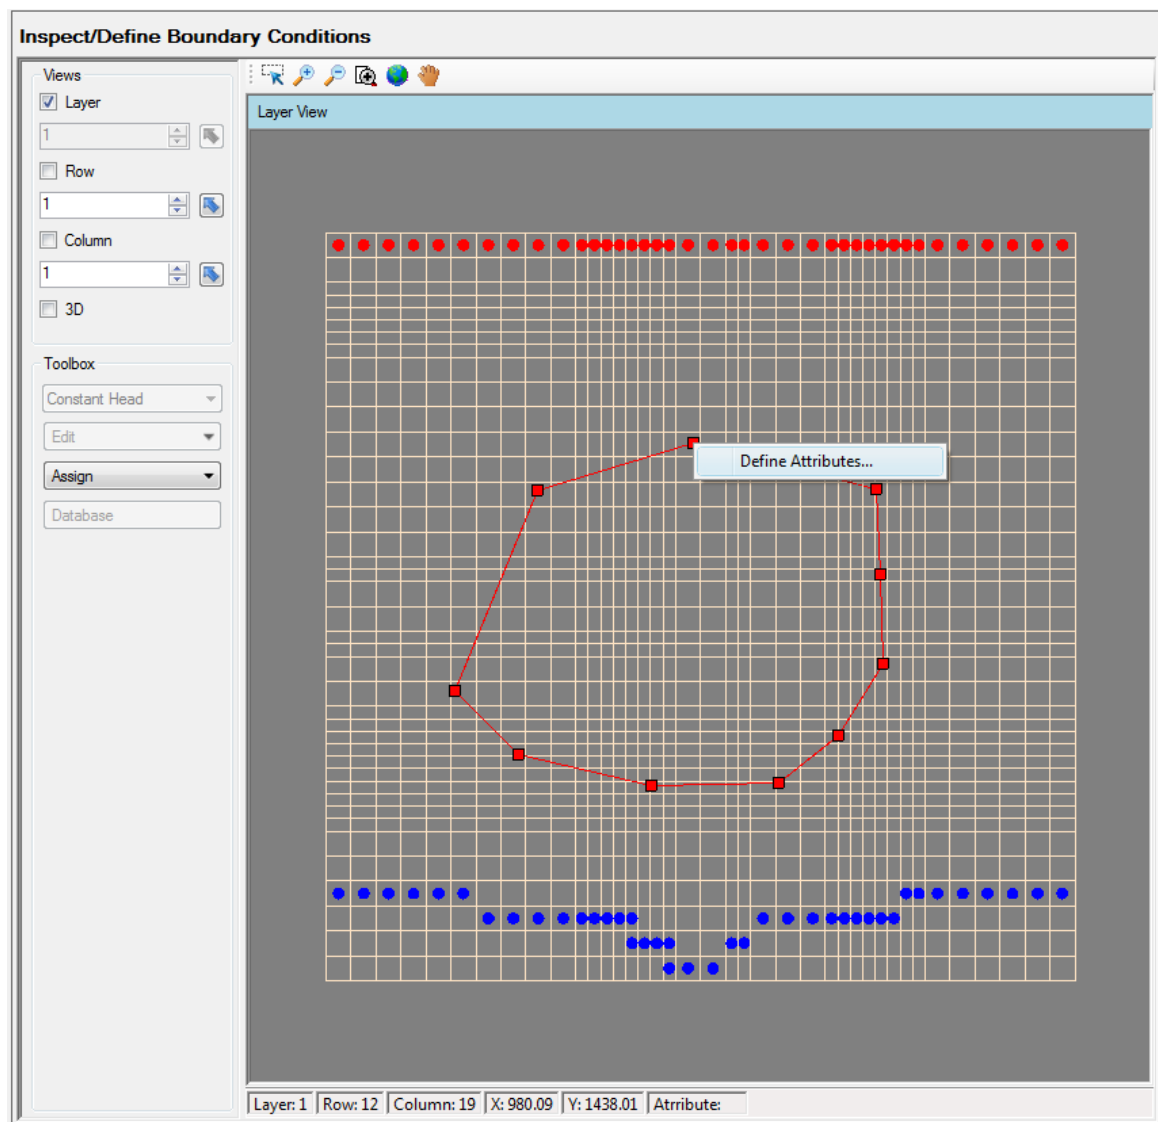 Inspect/Define Boundary Conditions
Views
Layer
1
Row
1
Column
1
3D
Toolbox
Constant Head
Edit
Assign
Database
Layer View
Define Attributes...
Layer: 1 Row: 12 Column: 19 X: 980.09 Y: 1438.01 Atrribute: